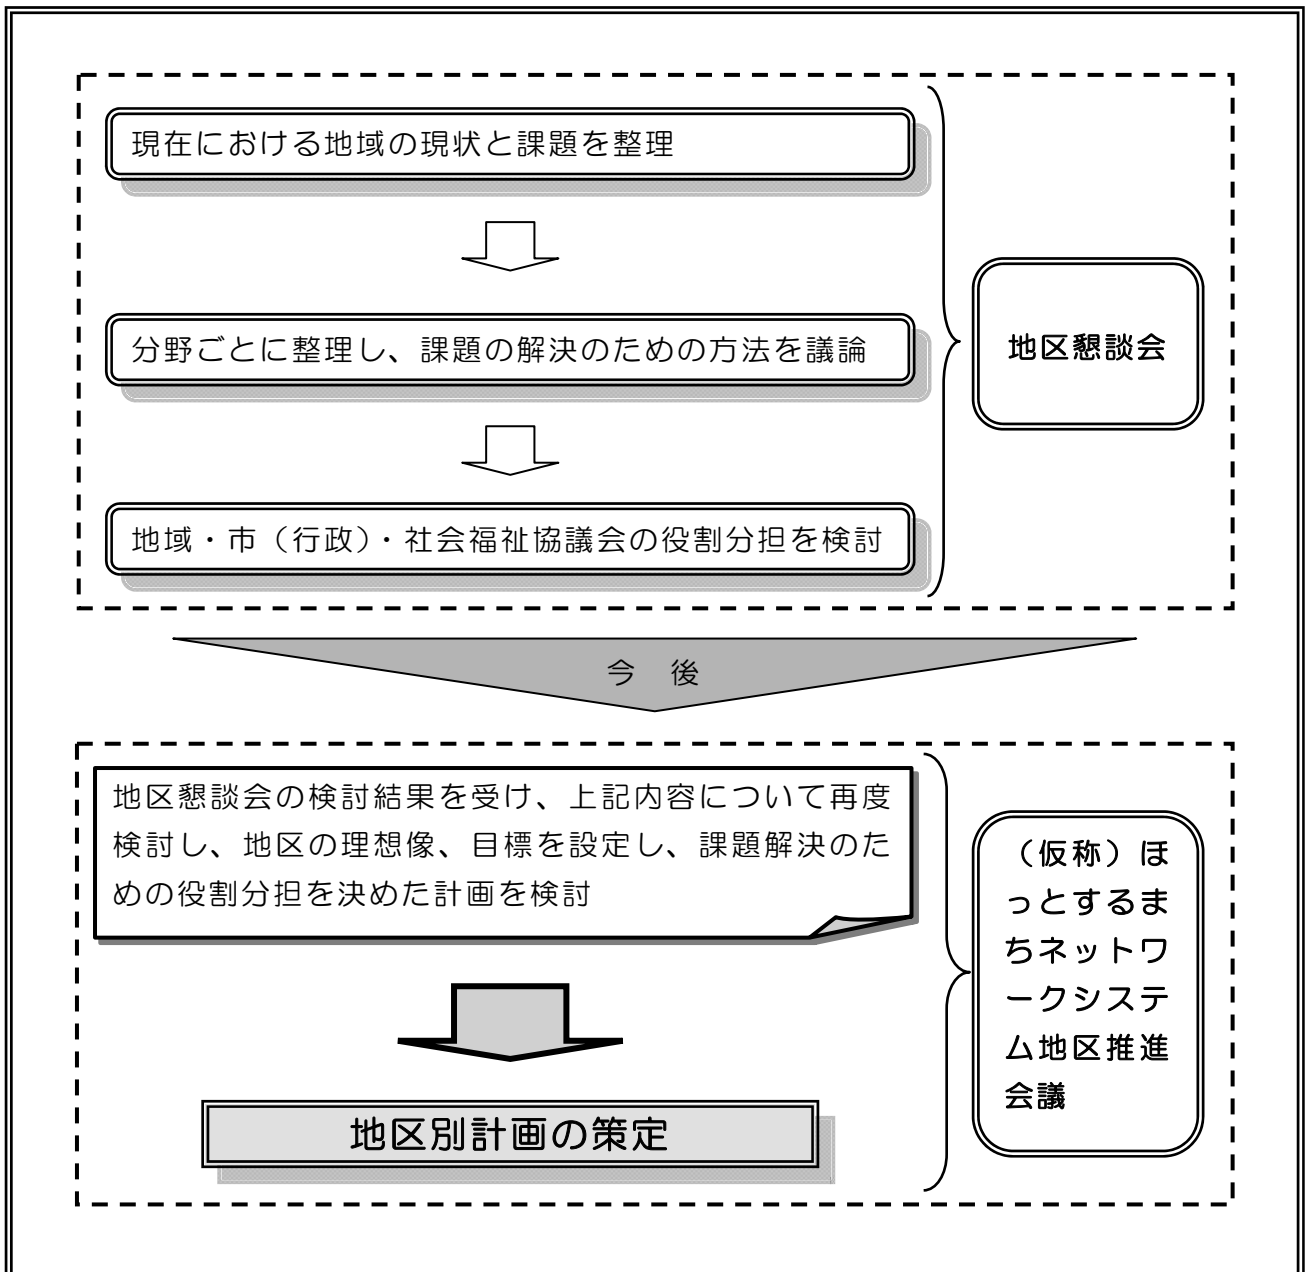 現在における地域の現状と課題を整理
分野ごとに整理し、課題の解決のための方法を議論
地域・市（行政）・社会福祉協議会の役割分担を検討
地区懇談会
今　後
地区懇談会の検討結果を受け、上記内容について再度
検討し、地区の理想像、目標を設定し、課題解決のた
めの役割分担を決めた計画を検討
地区別計画の策定
（仮称）ほ
っとするま
ちネットワ
ークシステ
ム地区推進
会議